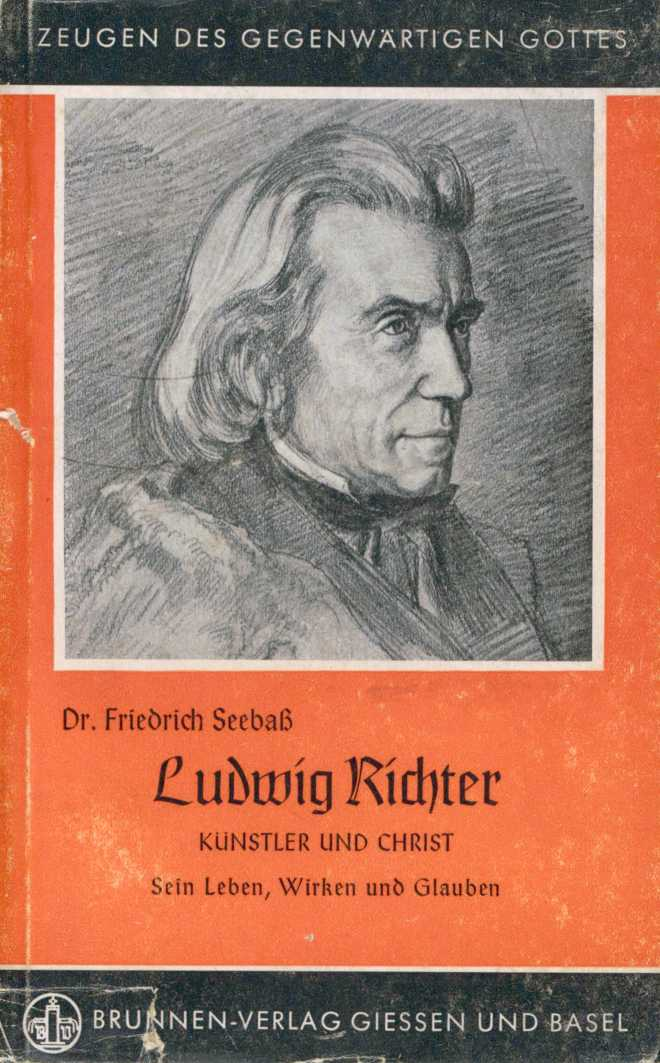 ZEUGEN DES GEGENWÄRTIGEN GOTTES
Dr. Friedrich Seebaß
Ludwig Richter
KÜNSTLER UND CHRIST
Sein Leben, Wirken und Glauben
BV BRUNNEN-VERLAG GIESSEN UND BASEL